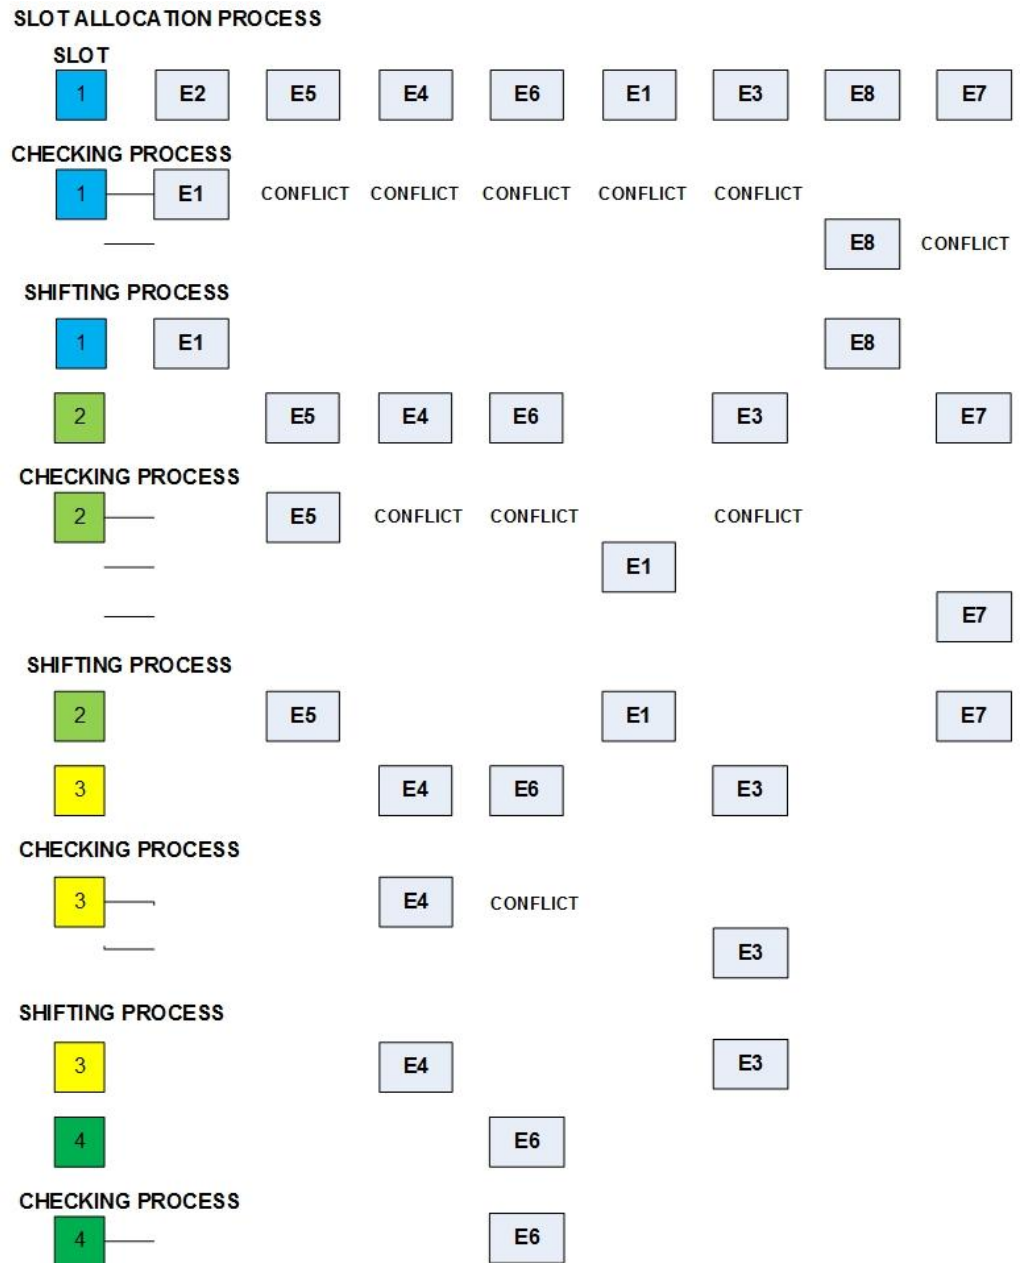 SLOT ALLOCATION PROCESS
SLOT
1 E2 E5 E4 E6 E1 E3 E8 E7
CHECKING PROCESS
1 E1 CONFLICT CONFLICT CONFLICT CONFLICT CONFLICT
E8 CONFLICT
SHIFTING PROCESS
1 E1 E8
2 E5 E4 E6 E3 E7
CHECKING PROCESS
2 E5 CONFLICT CONFLICT CONFLICT
E1
E7
SHIFTING PROCESS
2 E5 E1 E7
3 E4 E6 E3
CHECKING PROCESS
3 E4 CONFLICT
E3
SHIFTING PROCESS
3 E4 E3
4 E6
CHECKING PROCESS
4 E6